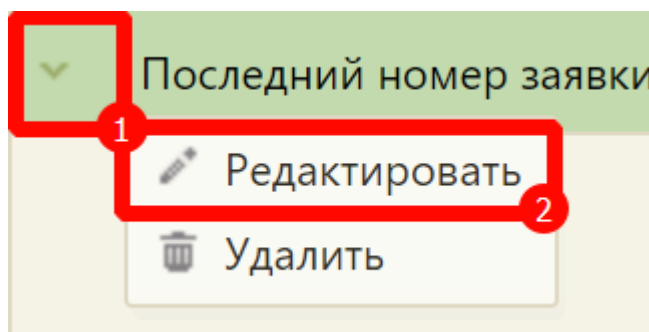 Последний номер заявки
1
Редактировать
2
Удалить